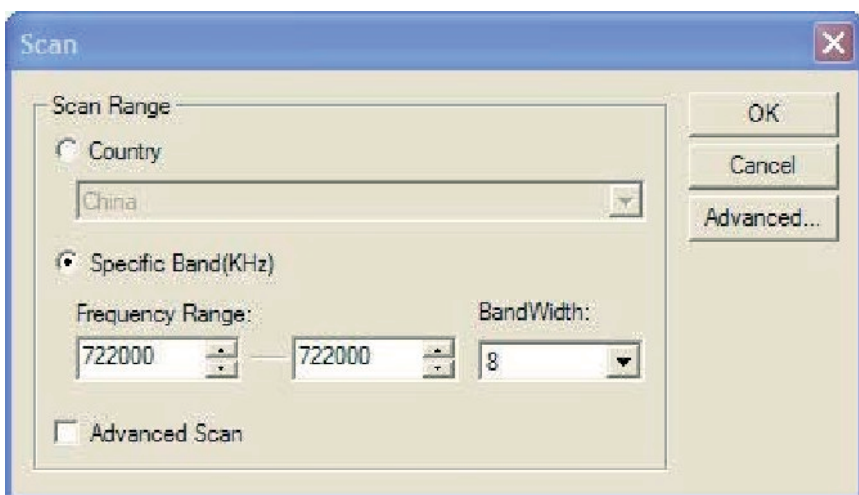 Scan
Scan Range
Country
China
Specific Band(KHz)
Frequency Range:
BandWidth:
722000
722000
8
Advanced Scan
OK
Cancel
Advanced...